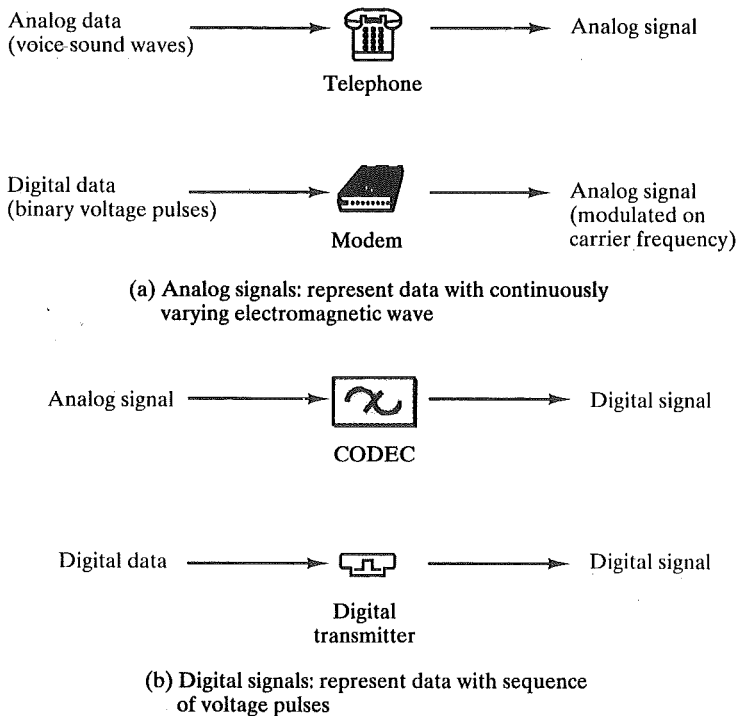 Analog data
(voice sound waves)
Telephone
Analog signal
Digital data
(binary voltage pulses)
Modem
Analog signal
(modulated on
carrier frequency)
(a) Analog signals: represent data with continuously
varying electromagnetic wave
Analog signal
CODEC
Digital signal
Digital data
Digital
transmitter
Digital signal
(b) Digital signals: represent data with sequence
of voltage pulses